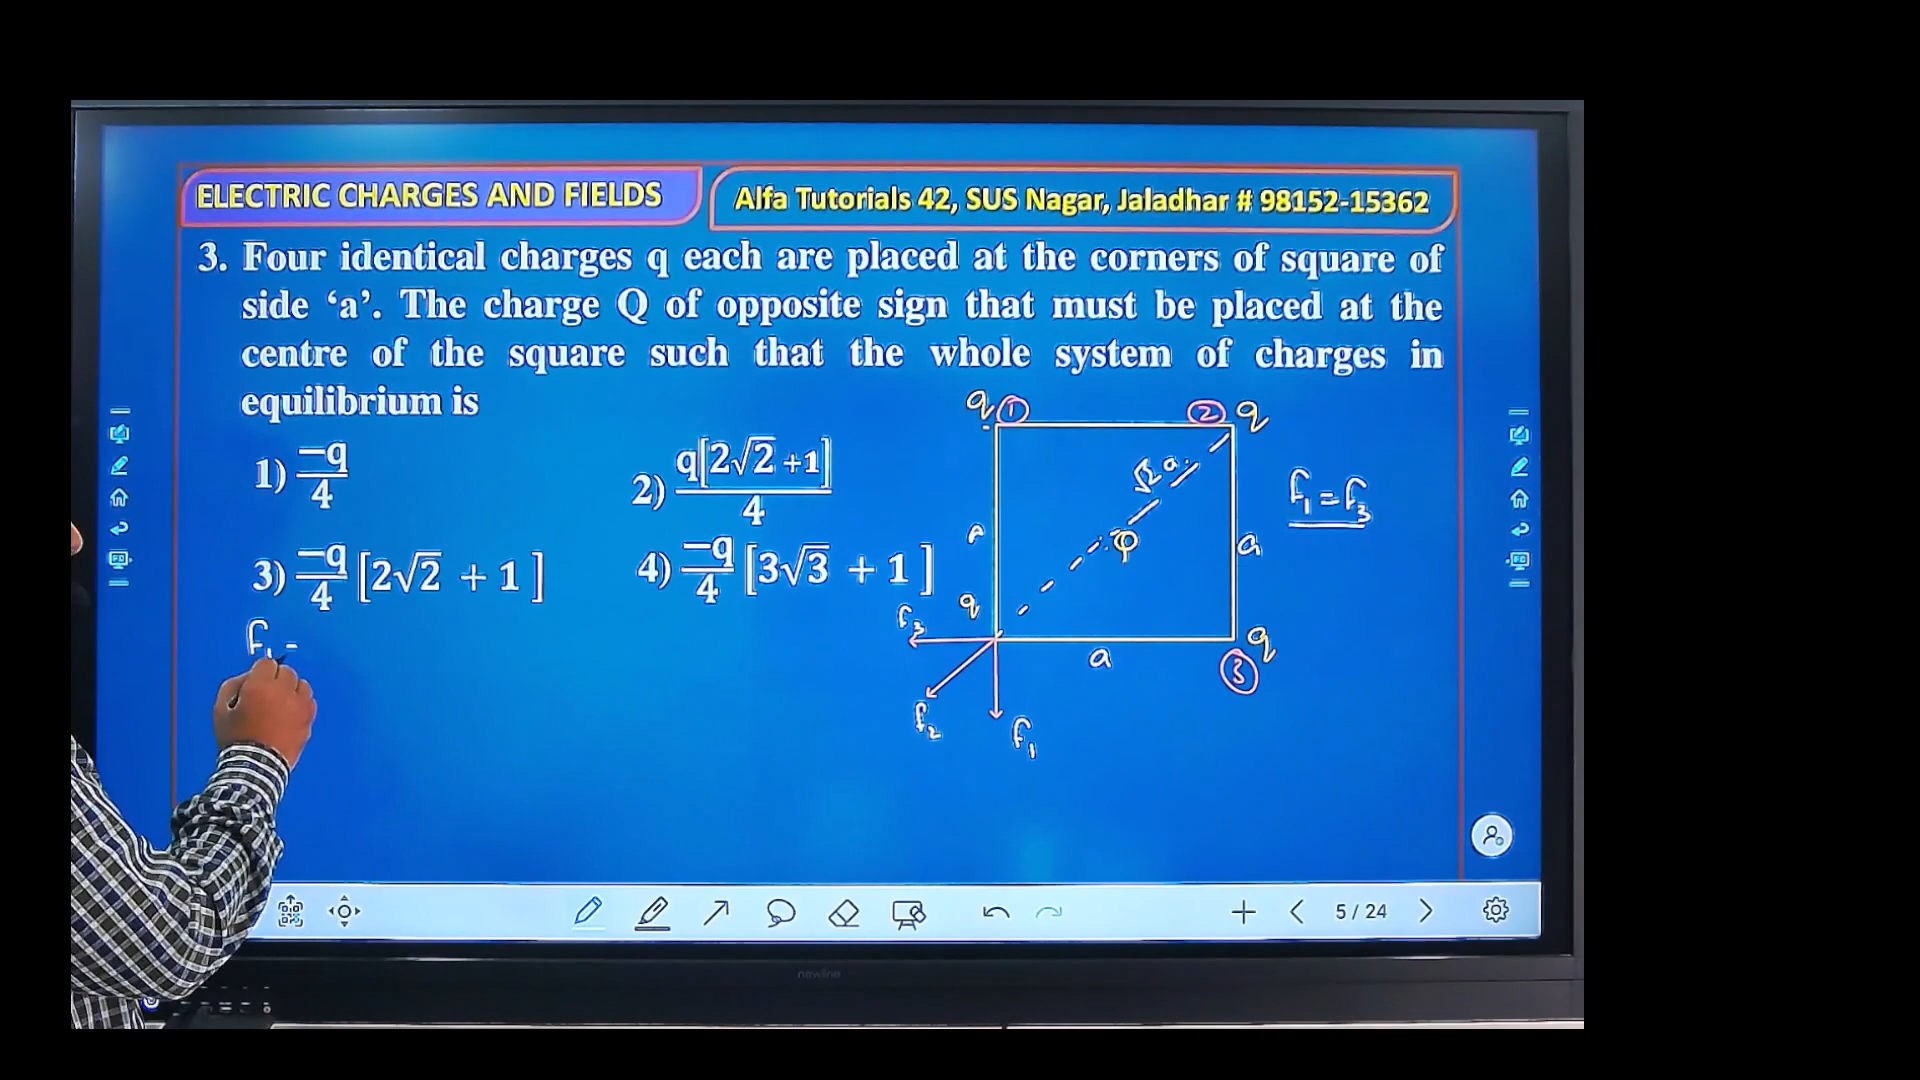 ELECTRIC CHARGES AND FIELDS
Alfa Tutorials 42, SUS Nagar, Jaladhar # 98152-15362
3. Four identical charges q each are placed at the corners of square of
side ‘a’. The charge Q of opposite sign that must be placed at the
centre of the square such that the whole system of charges in
equilibrium is
1) −q/4
2) q[2√2 +1]/4
3) −q/4 [2√2 + 1 ]
4) −q/4 [3√3 + 1 ]
q 1
2 q
√2 a
F₁ = F₃
a
a
q
F₃
q
3
a
F₂
F₁
F₁ =
5 / 24
newline